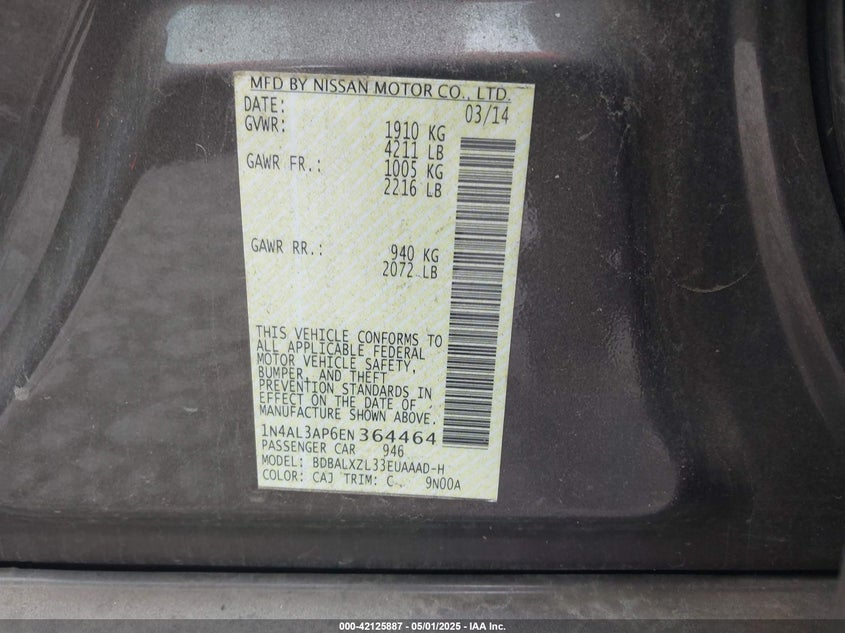 MFD BY NISSAN MOTOR CO., LTD.
DATE: 03/14
GVWR: 1910 KG
4211 LB
GAWR FR.: 1005 KG
2216 LB
GAWR RR.: 940 KG
2072 LB
THIS VEHICLE CONFORMS TO
ALL APPLICABLE FEDERAL
MOTOR VEHICLE SAFETY,
BUMPER, AND THEFT
PREVENTION STANDARDS IN
EFFECT ON THE DATE OF
MANUFACTURE SHOWN ABOVE.
1N4AL3AP6EN364464
PASSENGER CAR 946
MODEL: BDBALXZL33EUAAAD-H
COLOR: CAJ TRIM: C 9N00A
000-42125887 - 05/01/2025 - IAA Inc.